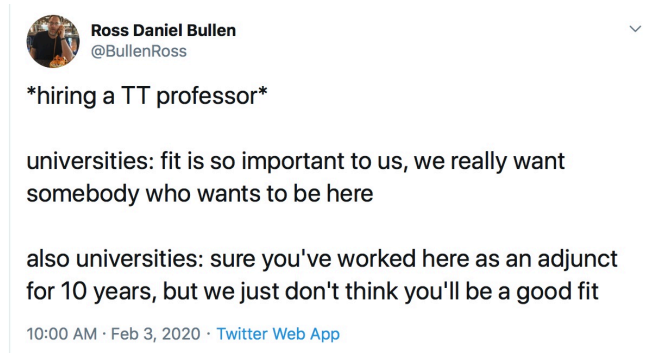 Ross Daniel Bullen
@BullenRoss
*hiring a TT professor*
universities: fit is so important to us, we really want
somebody who wants to be here
also universities: sure you've worked here as an adjunct
for 10 years, but we just don't think you'll be a good fit
10:00 AM · Feb 3, 2020 · Twitter Web App